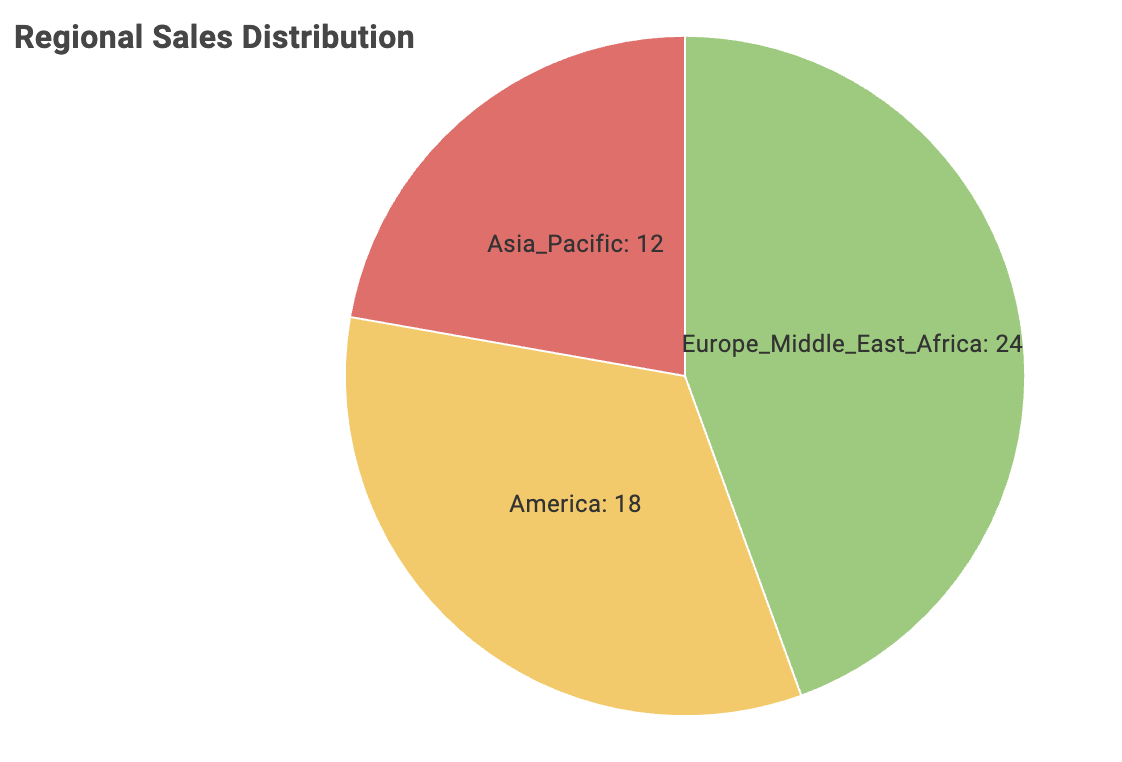 Regional Sales Distribution
Asia_Pacific: 12
Europe_Middle_East_Africa: 24
America: 18